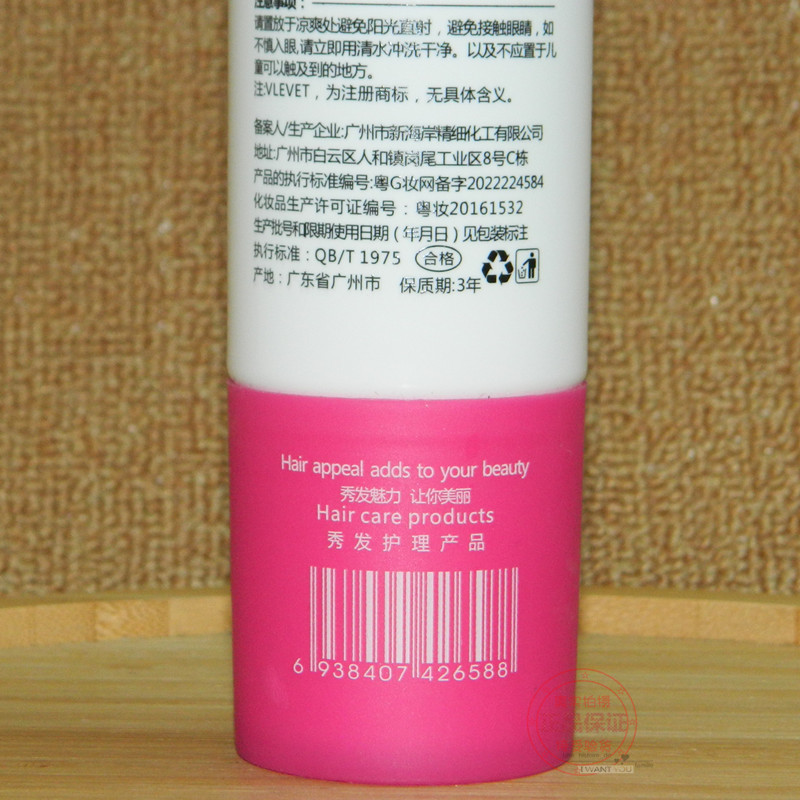 注意事项：
请置放于凉爽处避免阳光直射，避免接触眼睛，如
不慎入眼,请立即用清水冲洗干净。以及不应置于儿
童可以触及到的地方。
注:VLEVET，为注册商标，无具体含义。
备案人/生产企业:广州市新海岸精细化工有限公司
地址:广州市白云区人和镇岗尾工业区8号C栋
产品的执行标准编号:粤G妆网备字2022224584
化妆品生产许可证编号：粤妆20161532
生产批号和限期使用日期（年月日）见包装标注
执行标准：QB/T 1975 合格
产地：广东省广州市 保质期:3年
Hair appeal adds to your beauty
秀发魅力 让你美丽
Hair care products
秀发护理产品
6 938407 426588
保证
I WANT YOU